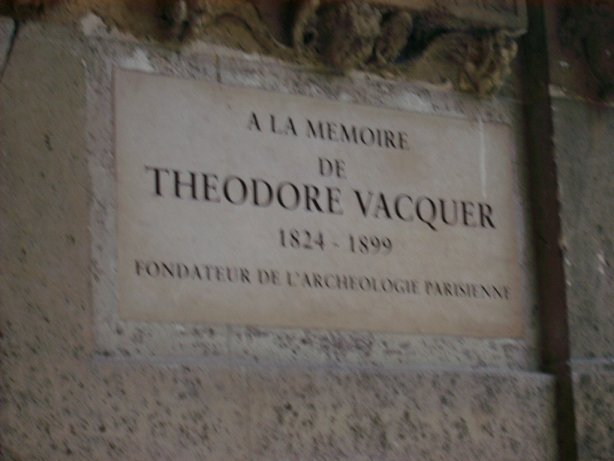 A LA MEMOIRE
DE
THEODORE VACQUER
1824 - 1899
FONDATEUR DE L'ARCHEOLOGIE PARISIENNE